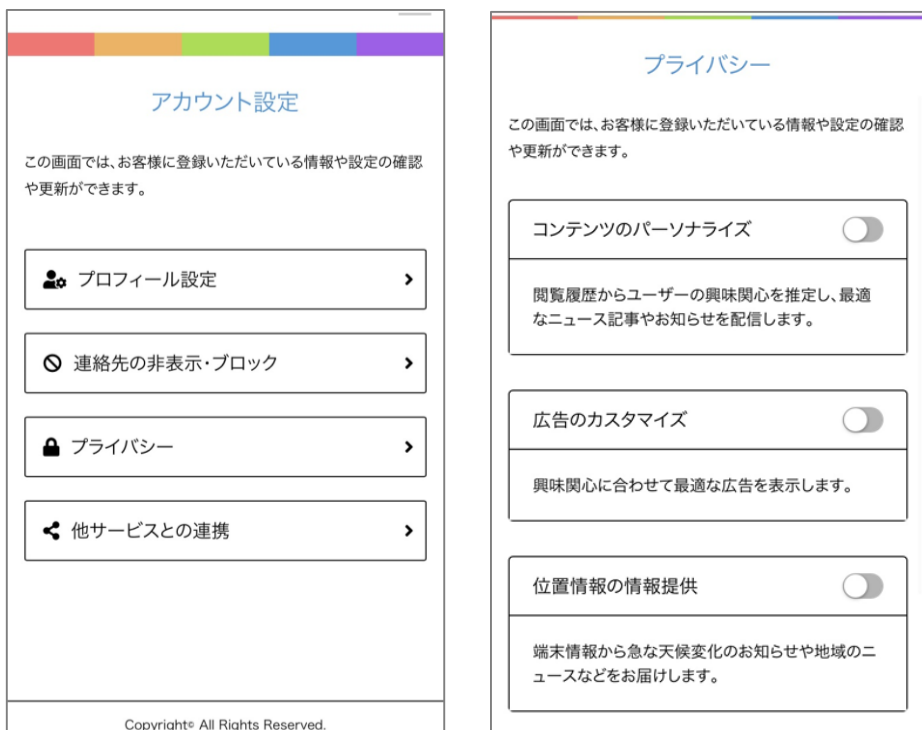 アカウント設定
この画面では、お客様に登録いただいている情報や設定の確認
や更新ができます。
プロフィール設定
連絡先の非表示・ブロック
プライバシー
他サービスとの連携
Copyright© All Rights Reserved.
プライバシー
この画面では、お客様に登録いただいている情報や設定の確認
や更新ができます。
コンテンツのパーソナライズ
閲覧履歴からユーザーの興味関心を推定し、最適
なニュース記事やお知らせを配信します。
広告のカスタマイズ
興味関心に合わせて最適な広告を表示します。
位置情報の情報提供
端末情報から急な天候変化のお知らせや地域のニ
ュースなどをお届けします。